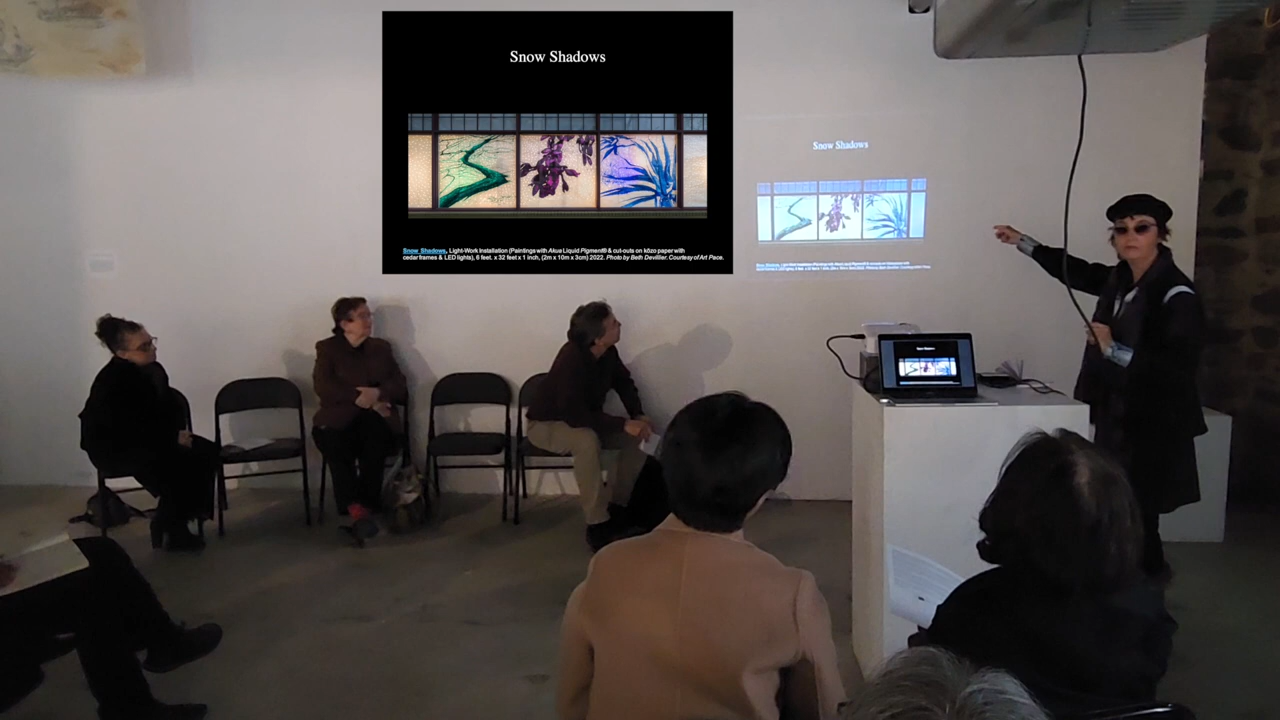 Snow Shadows
Snow Shadows, Light-Work Installation (Paintings with Akua Liquid Pigment® & cut-outs on kōzo paper with
cedar frames & LED lights), 6 feet. x 32 feet x 1 inch, (2m x 10m x 3cm) 2022. Photo by Beth Devillier. Courtesy of Art Pace.
Snow Shadows
Snow Shadows